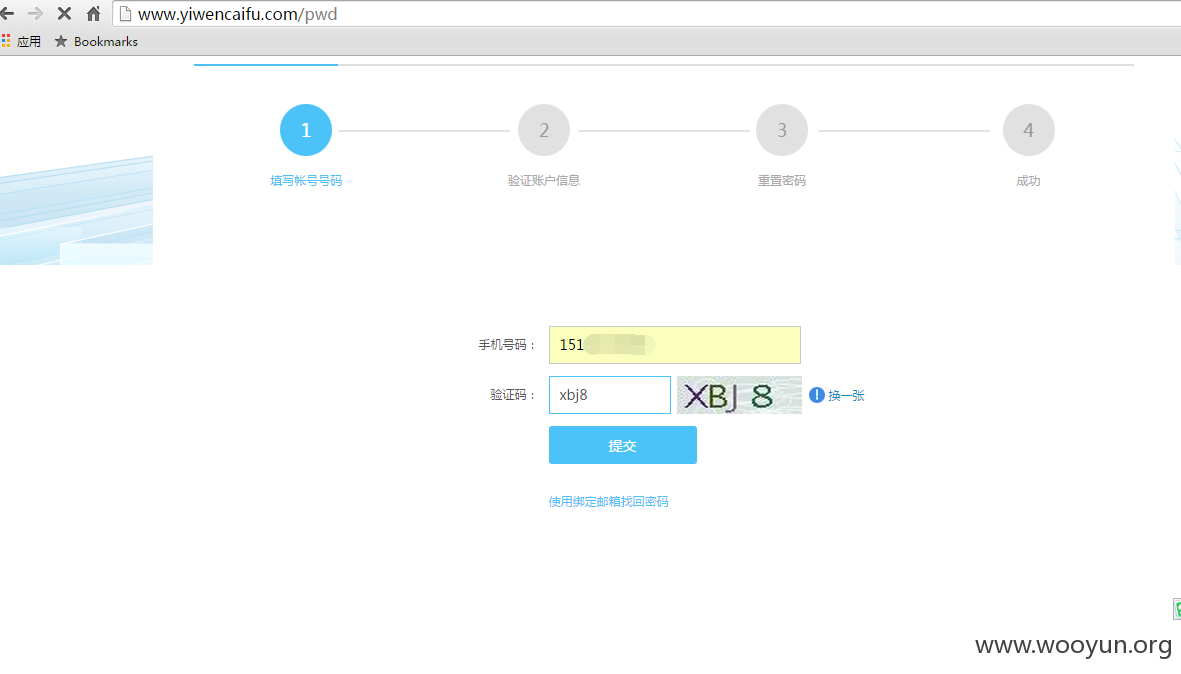 www.yiwencaifu.com/pwd
应用 Bookmarks
1 2 3 4
填写帐号号码 验证账户信息 重置密码 成功
手机号码： 151
验证码： xbj8 XBJ 8 换一张
提交
使用绑定邮箱找回密码
www.wooyun.org